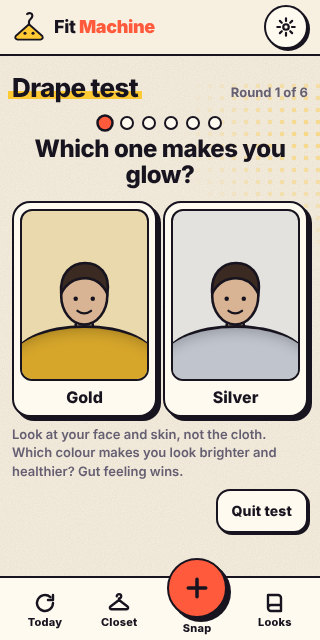 Fit Machine
Drape test
Round 1 of 6
Which one makes you
glow?
Gold
Silver
Look at your face and skin, not the cloth.
Which colour makes you look brighter and
healthier? Gut feeling wins.
Quit test
Today
Closet
Snap
Looks